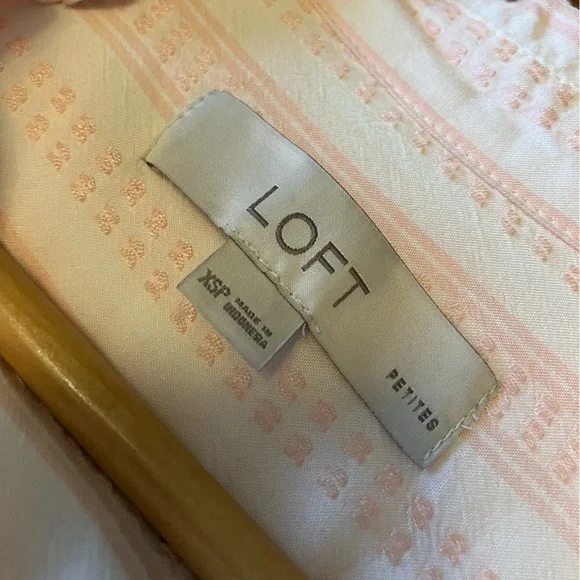 LOFT
PETITES
XSP
MADE IN
INDONESIA